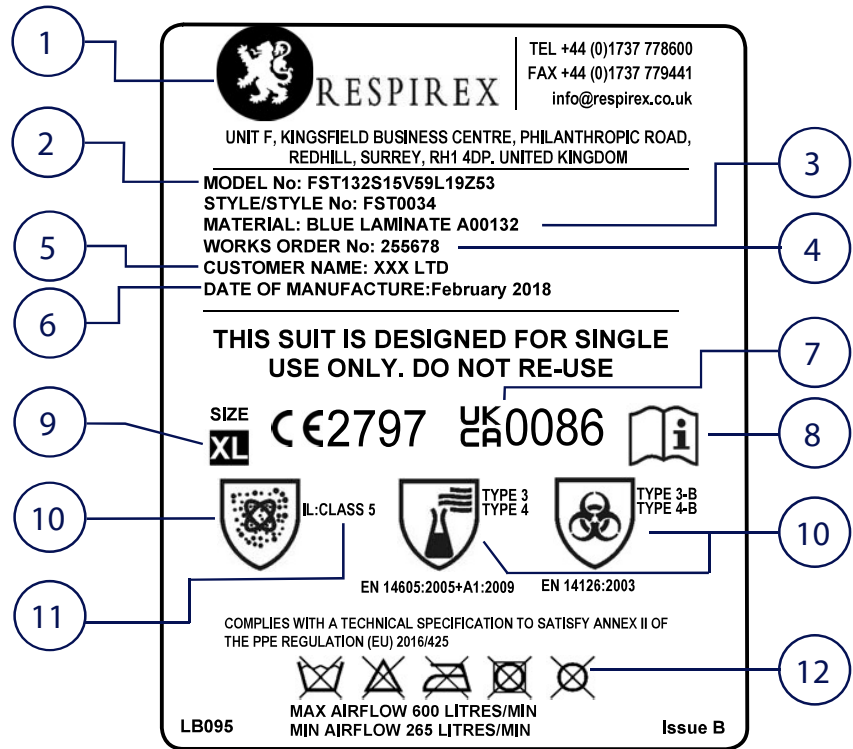 1
RESPIREX
TEL +44 (0)1737 778600
FAX +44 (0)1737 779441
info@respirex.co.uk
UNIT F, KINGSFIELD BUSINESS CENTRE, PHILANTHROPIC ROAD,
REDHILL, SURREY, RH1 4DP. UNITED KINGDOM
2
3
MODEL No: FST132S15V59L19Z53
STYLE/STYLE No: FST0034
MATERIAL: BLUE LAMINATE A00132
WORKS ORDER No: 255678
4
5
CUSTOMER NAME: XXX LTD
DATE OF MANUFACTURE:February 2018
6
THIS SUIT IS DESIGNED FOR SINGLE
USE ONLY. DO NOT RE-USE
7
9
SIZE
XL
CE2797
UK
CA0086
i
8
10
IL:CLASS 5
TYPE 3
TYPE 4
TYPE 3-B
TYPE 4-B
10
EN 14605:2005+A1:2009
EN 14126:2003
11
COMPLIES WITH A TECHNICAL SPECIFICATION TO SATISFY ANNEX II OF
THE PPE REGULATION (EU) 2016/425
12
MAX AIRFLOW 600 LITRES/MIN
MIN AIRFLOW 265 LITRES/MIN
LB095
Issue B